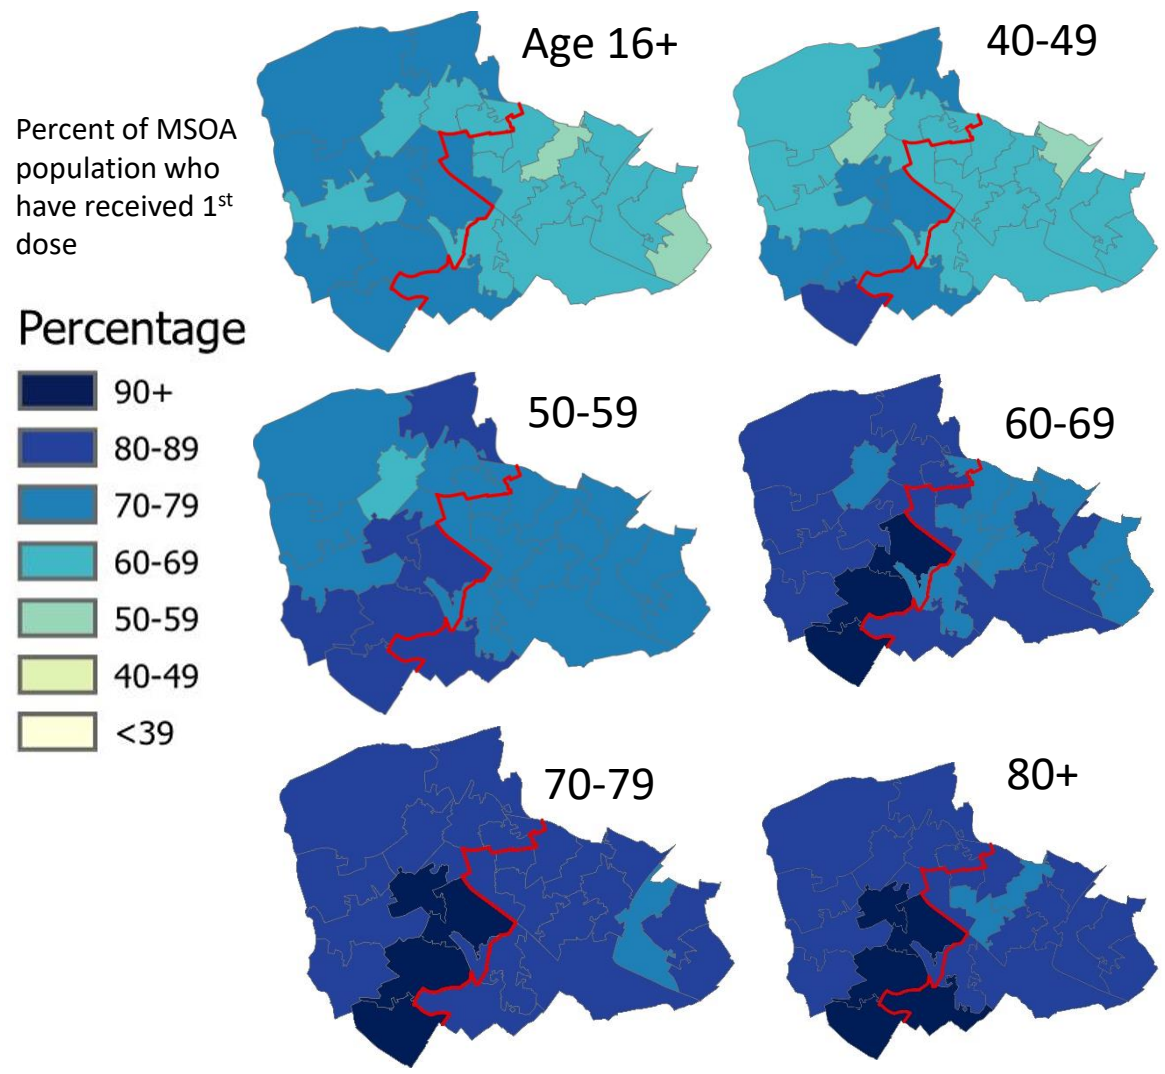 Age 16+
40-49
Percent of MSOA
population who
have received 1st
dose
Percentage
90+
80-89
70-79
60-69
50-59
40-49
<39
50-59
60-69
70-79
80+